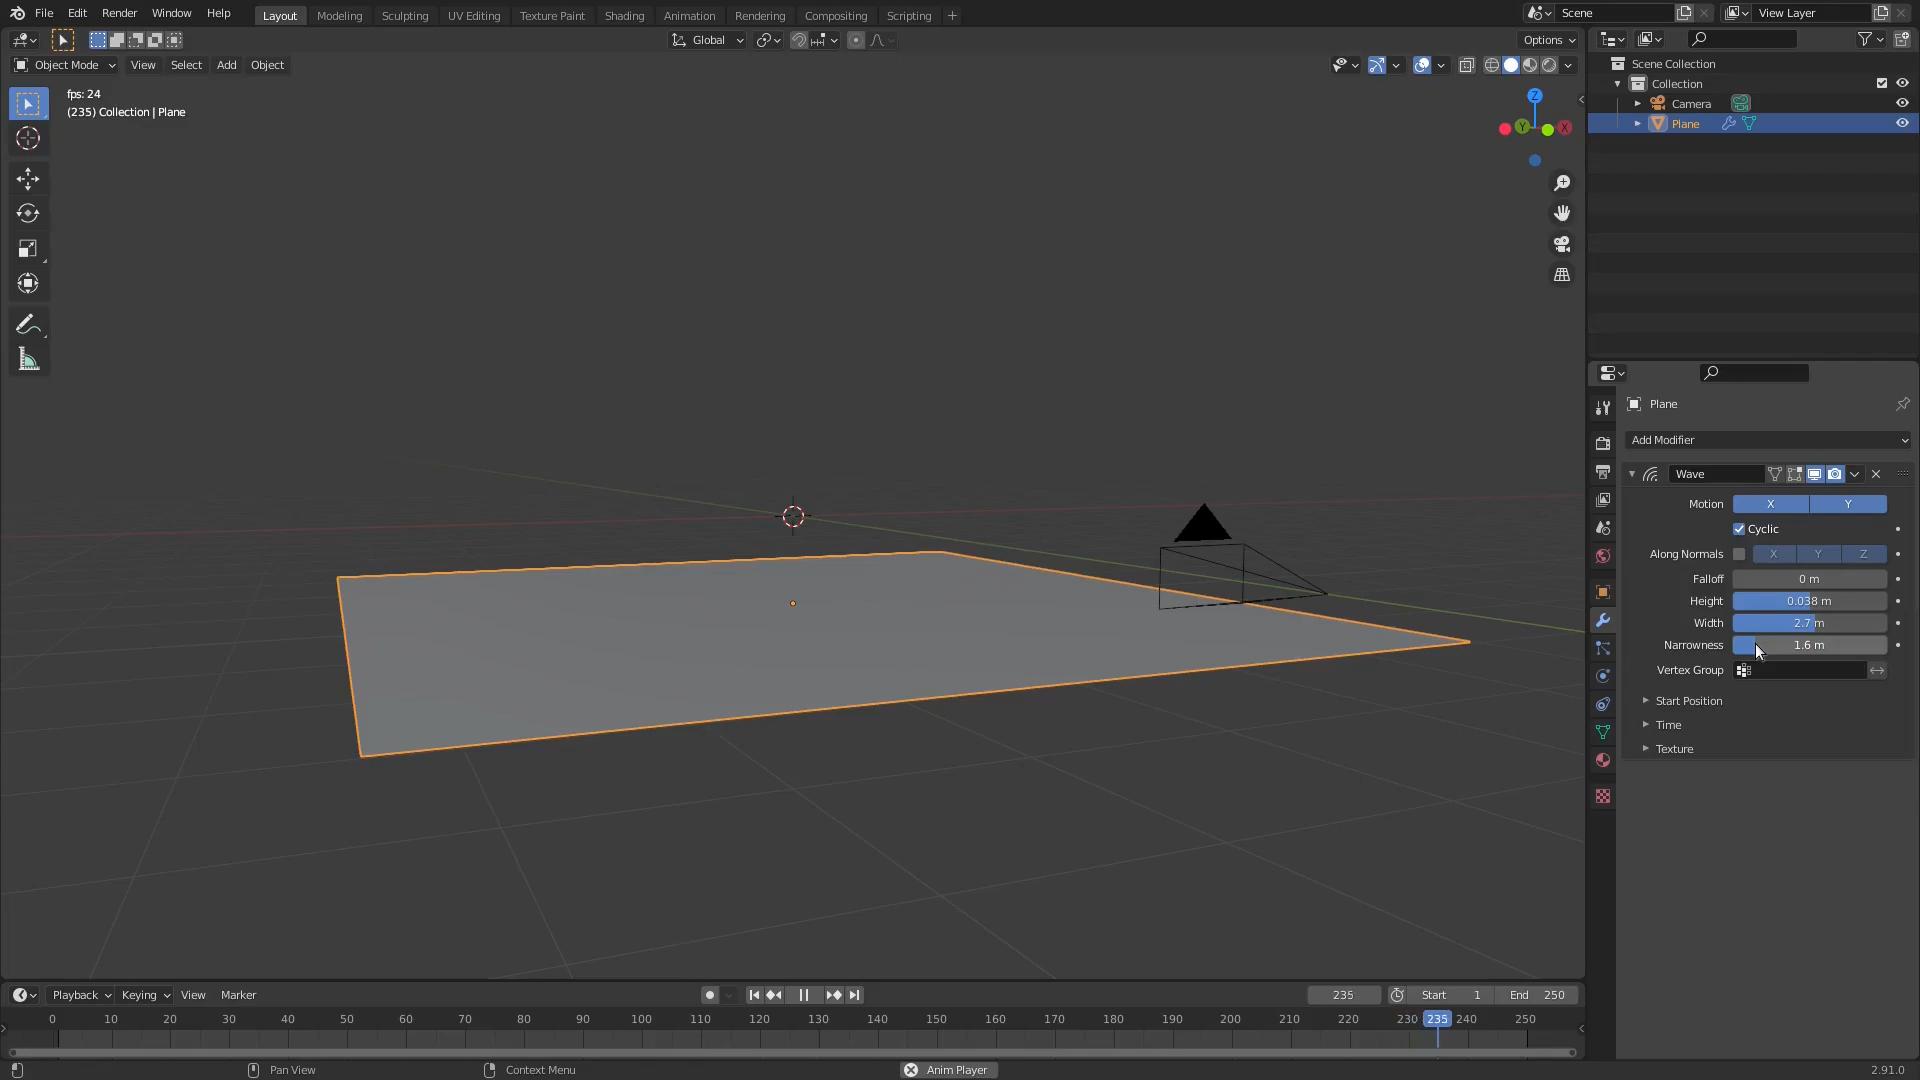 File Edit Render Window Help Layout Modeling Sculpting UV Editing Texture Paint Shading Animation Rendering Compositing Scripting + Scene View Layer
Global Options
Object Mode View Select Add Object
fps: 24
(235) Collection | Plane
Z
Y X
Scene Collection
Collection
Camera
Plane
Plane
Add Modifier
Wave
Motion X Y
Cyclic
Along Normals X Y Z
Falloff 0 m
Height 0.038 m
Width 2.7 m
Narrowness 1.6 m
Vertex Group
Start Position
Time
Texture
Playback Keying View Marker 235 Start 1 End 250
0 10 20 30 40 50 60 70 80 90 100 110 120 130 140 150 160 170 180 190 200 210 220 230 235 240 250
Pan View Context Menu Anim Player 2.91.0